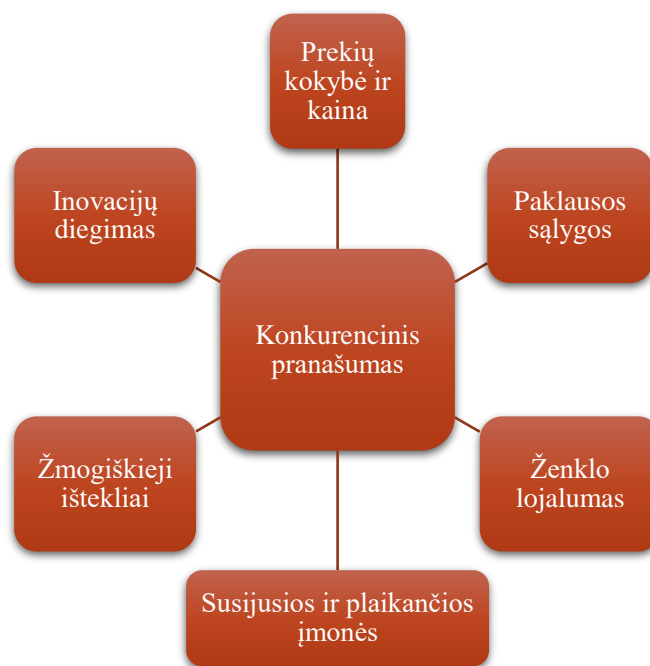 Prekių
kokybė ir
kaina
Inovacijų
diegimas
Paklausos
sąlygos
Konkurencinis
pranašumas
Žmogiškieji
ištekliai
Ženklo
lojalumas
Susijusios ir plaikančios
įmonės